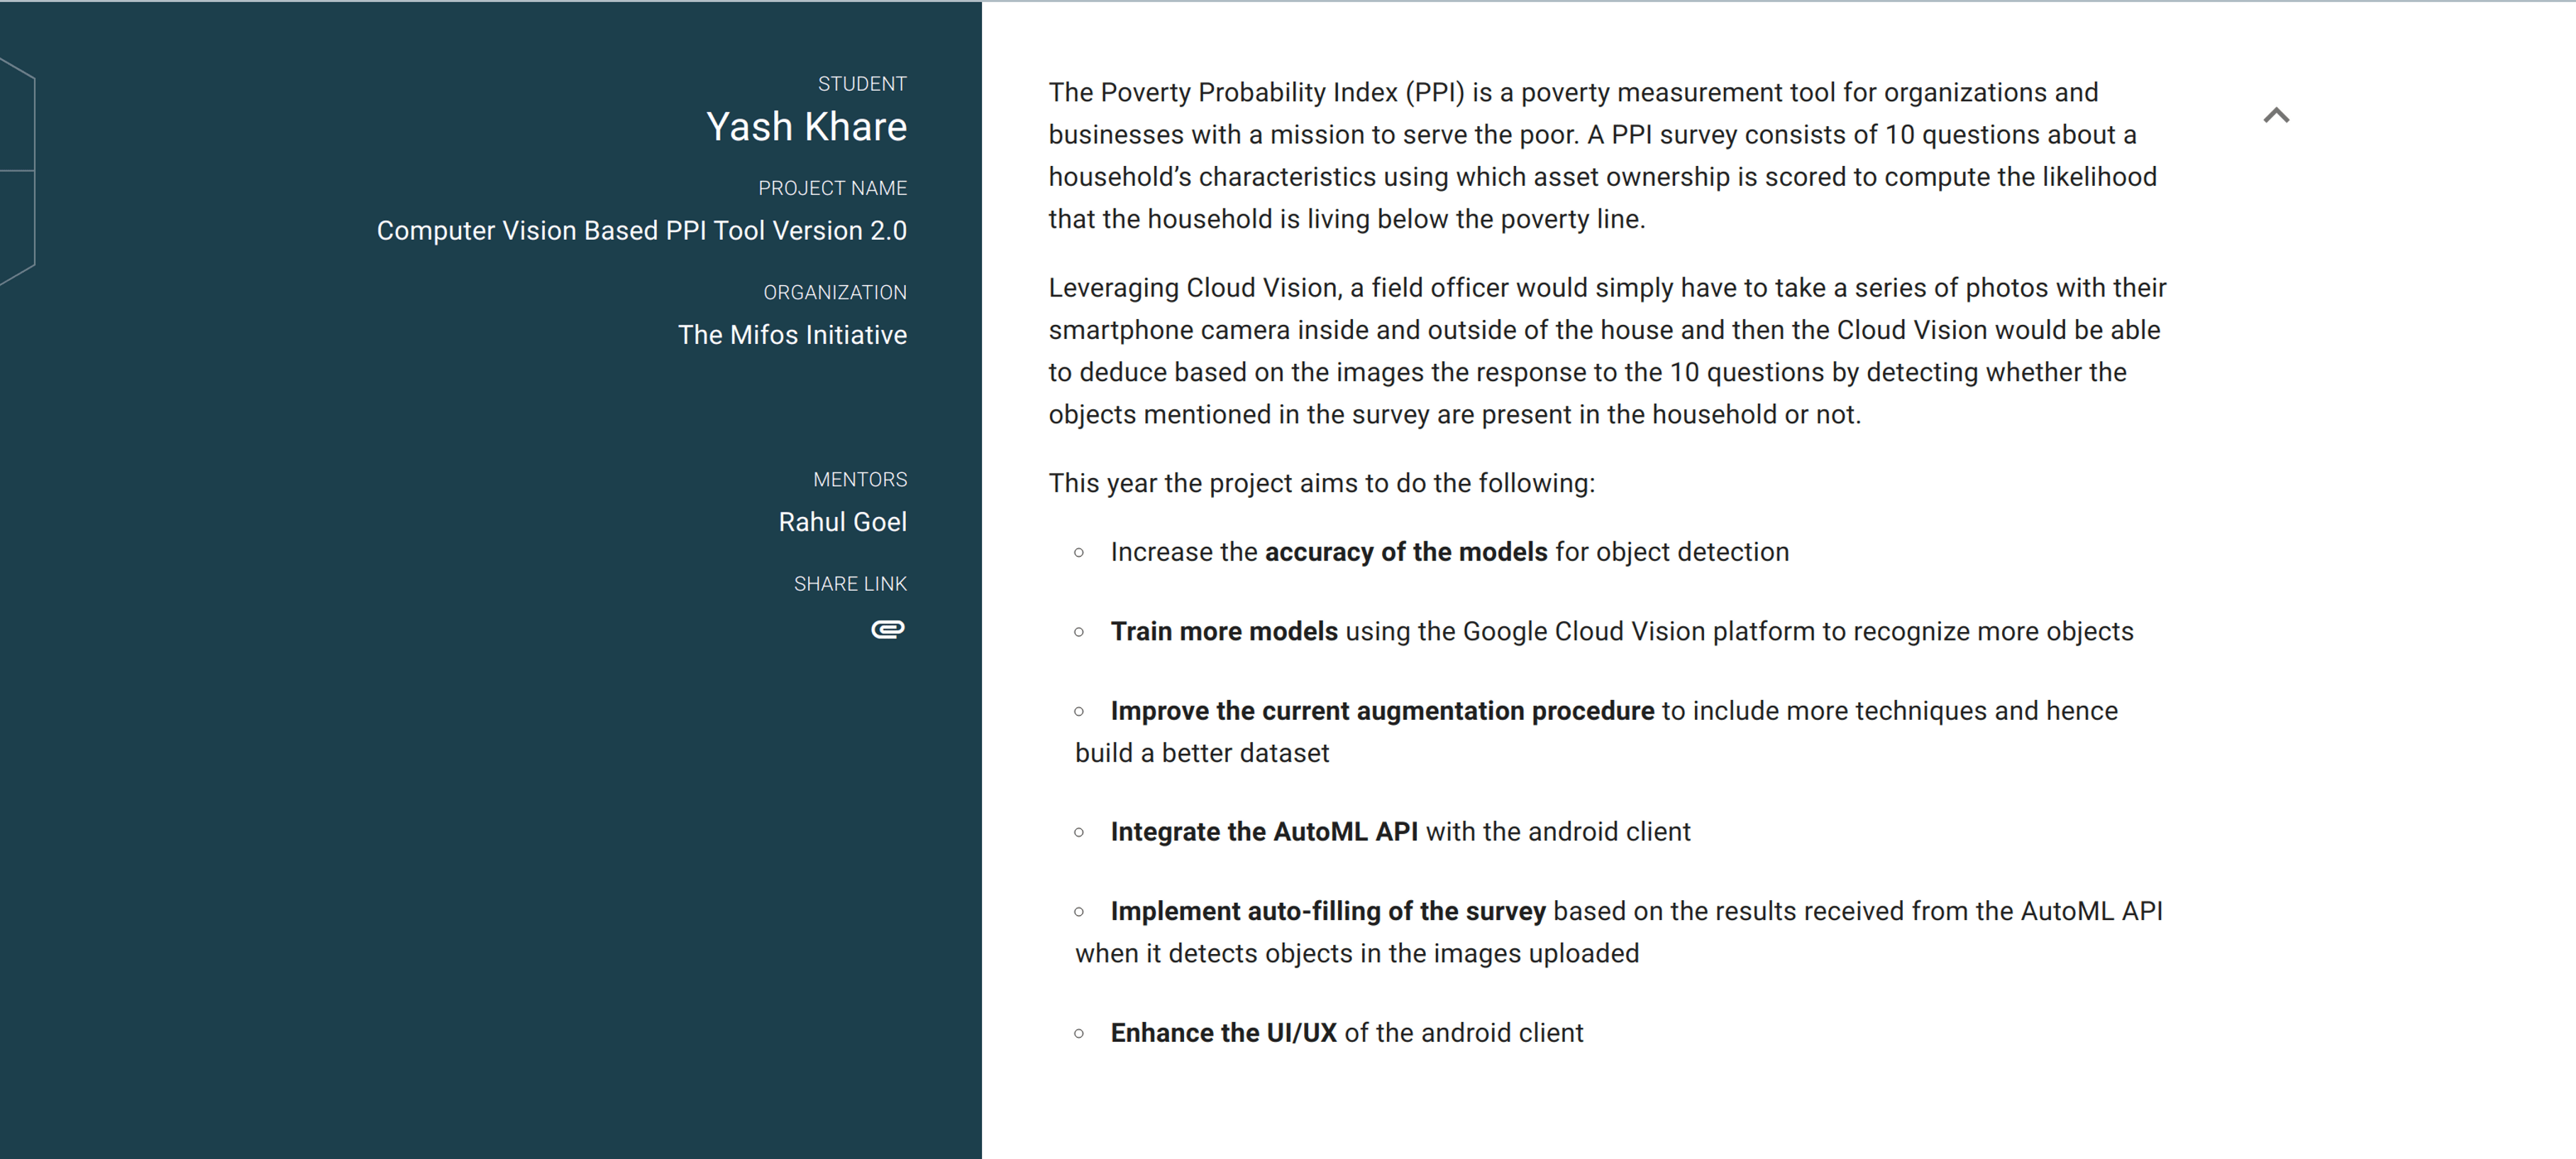 STUDENT
Yash Khare
PROJECT NAME
Computer Vision Based PPI Tool Version 2.0
ORGANIZATION
The Mifos Initiative
MENTORS
Rahul Goel
SHARE LINK
The Poverty Probability Index (PPI) is a poverty measurement tool for organizations and
businesses with a mission to serve the poor. A PPI survey consists of 10 questions about a
household’s characteristics using which asset ownership is scored to compute the likelihood
that the household is living below the poverty line.
Leveraging Cloud Vision, a field officer would simply have to take a series of photos with their
smartphone camera inside and outside of the house and then the Cloud Vision would be able
to deduce based on the images the response to the 10 questions by detecting whether the
objects mentioned in the survey are present in the household or not.
This year the project aims to do the following:
Increase the accuracy of the models for object detection
Train more models using the Google Cloud Vision platform to recognize more objects
Improve the current augmentation procedure to include more techniques and hence
build a better dataset
Integrate the AutoML API with the android client
Implement auto-filling of the survey based on the results received from the AutoML API
when it detects objects in the images uploaded
Enhance the UI/UX of the android client